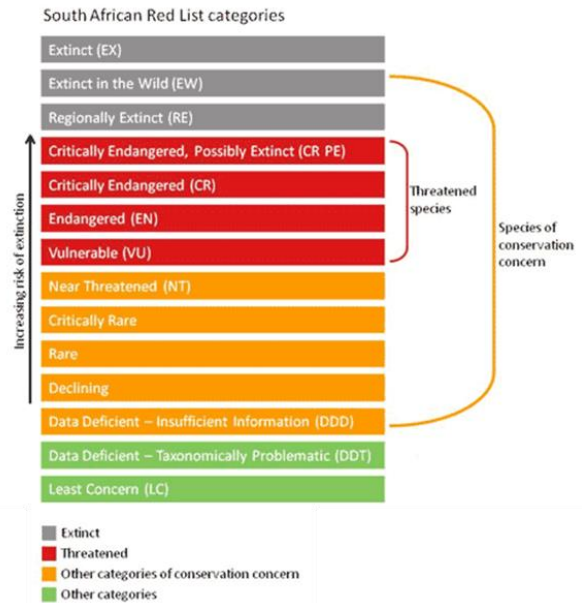 South African Red List categories
Extinct (EX)
Extinct in the Wild (EW)
Regionally Extinct (RE)
Critically Endangered, Possibly Extinct (CR PE)
Critically Endangered (CR)
Endangered (EN)
Vulnerable (VU)
Near Threatened (NT)
Critically Rare
Rare
Declining
Data Deficient – Insufficient Information (DDD)
Data Deficient – Taxonomically Problematic (DDT)
Least Concern (LC)
Increasing risk of extinction
Threatened
species
Species of
conservation
concern
Extinct
Threatened
Other categories of conservation concern
Other categories